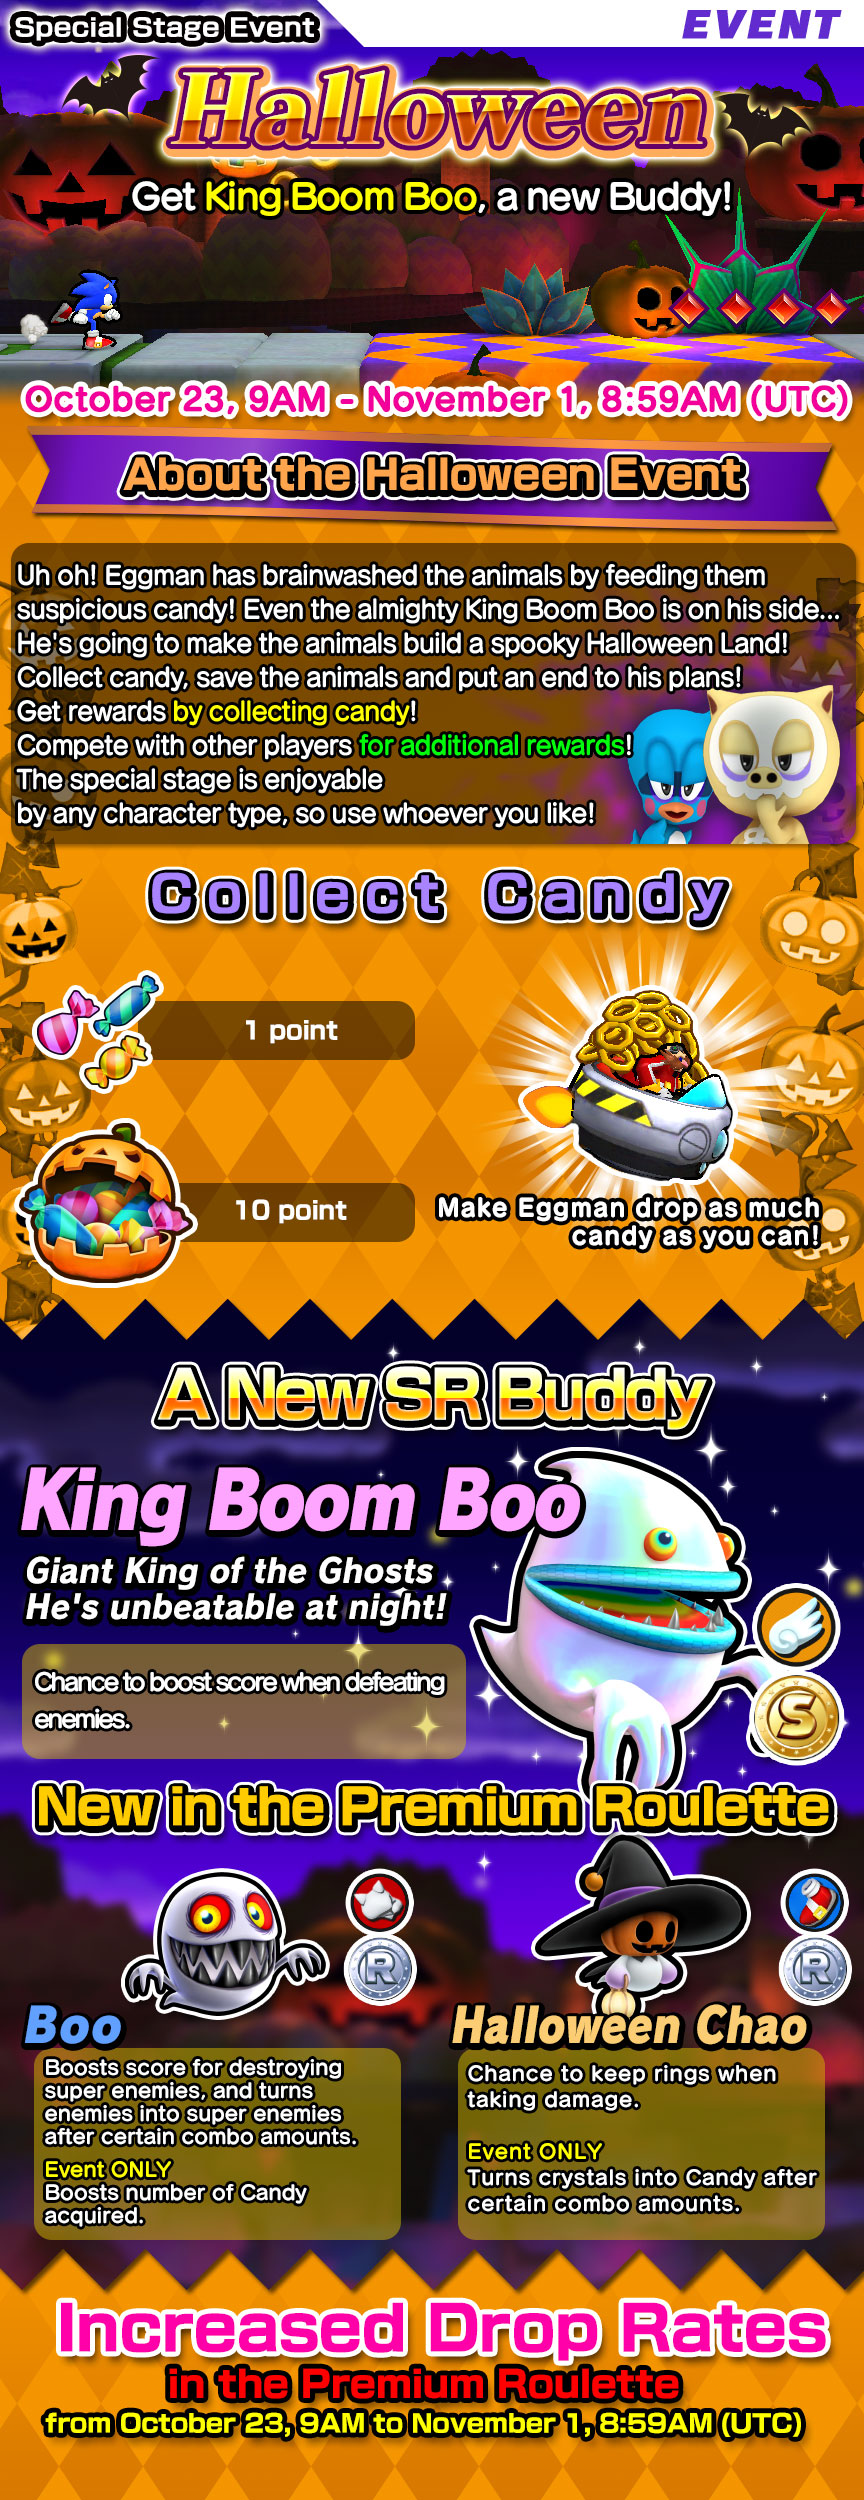 Special Stage Event
EVENT
Halloween
Get King Boom Boo, a new Buddy!
October 23, 9AM - November 1, 8:59AM (UTC)
About the Halloween Event
Uh oh! Eggman has brainwashed the animals by feeding them
suspicious candy! Even the almighty King Boom Boo is on his side...
He's going to make the animals build a spooky Halloween Land!
Collect candy, save the animals and put an end to his plans!
Get rewards by collecting candy!
Compete with other players for additional rewards!
The special stage is enjoyable
by any character type, so use whoever you like!
Collect Candy
1 point
10 point
Make Eggman drop as much
candy as you can!
A New SR Buddy
King Boom Boo
Giant King of the Ghosts
He's unbeatable at night!
Chance to boost score when defeating
enemies.
S
New in the Premium Roulette
R
R
Boo
Boosts score for destroying
super enemies, and turns
enemies into super enemies
after certain combo amounts.
Event ONLY
Boosts number of Candy
acquired.
Halloween Chao
Chance to keep rings when
taking damage.
Event ONLY
Turns crystals into Candy after
certain combo amounts.
Increased Drop Rates
in the Premium Roulette
from October 23, 9AM to November 1, 8:59AM (UTC)